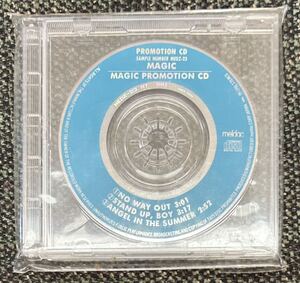 PROMOTION CD
SAMPLE NUMBER MEDZ-23
MAGIC
MAGIC PROMOTION CD
meldac
①NO WAY OUT 3:01
②STAND UP, BOY 3:17
③ANGEL IN THE SUMMER 2:52